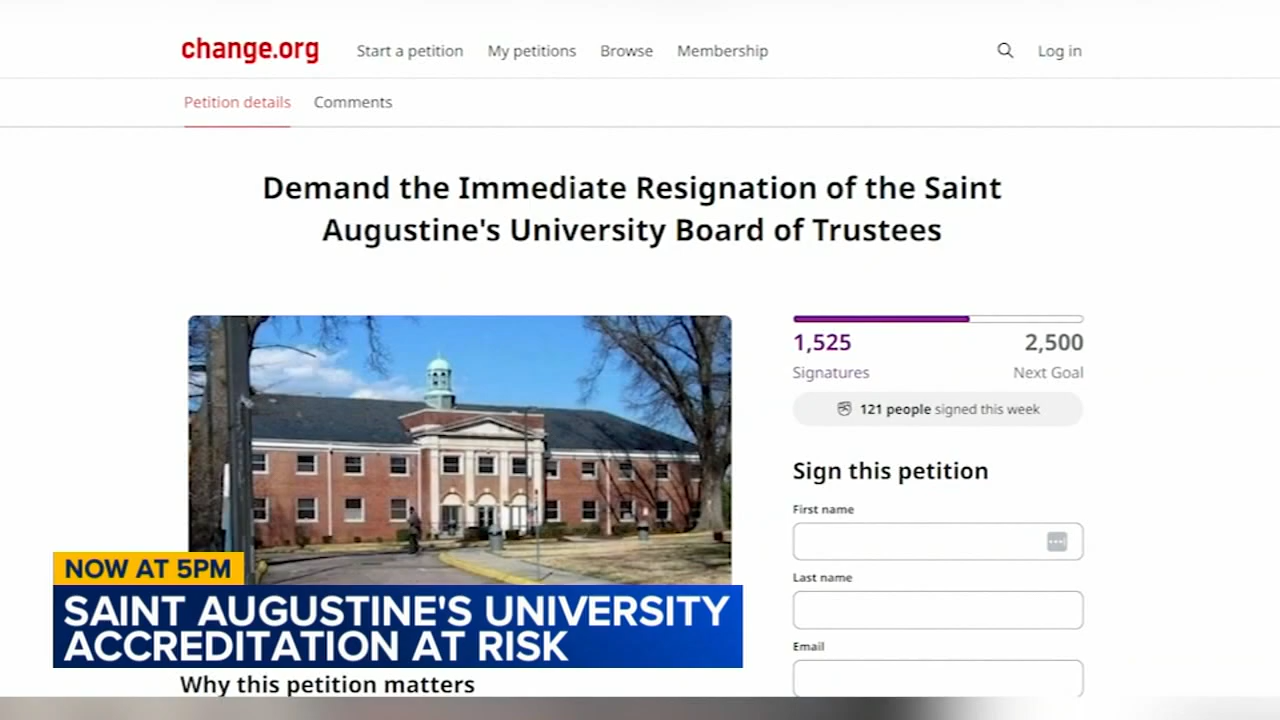 change.org
Start a petition
My petitions
Browse
Membership
Log in
Petition details
Comments
Demand the Immediate Resignation of the Saint
Augustine's University Board of Trustees
1,525
2,500
Signatures
Next Goal
121 people signed this week
Sign this petition
First name
Last name
Email
NOW AT 5PM
SAINT AUGUSTINE'S UNIVERSITY
ACCREDITATION AT RISK
Why this petition matters